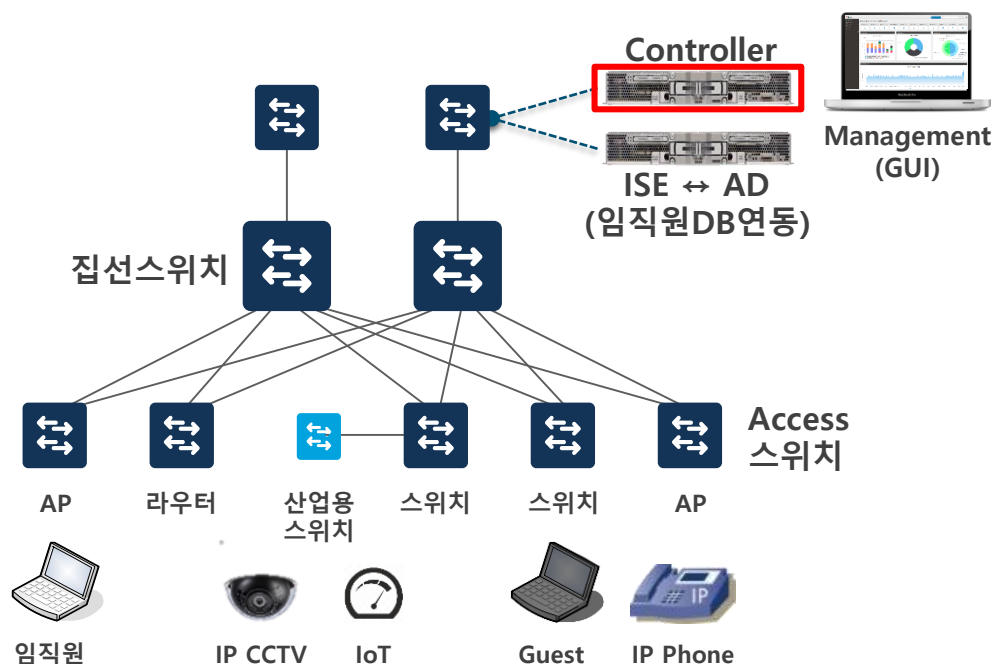 Controller
Management
(GUI)
ISE ↔ AD
(임직원DB연동)
집선스위치
Access
스위치
AP
라우터
산업용
스위치
스위치
스위치
AP
IP
임직원
IP CCTV
IoT
Guest
IP Phone